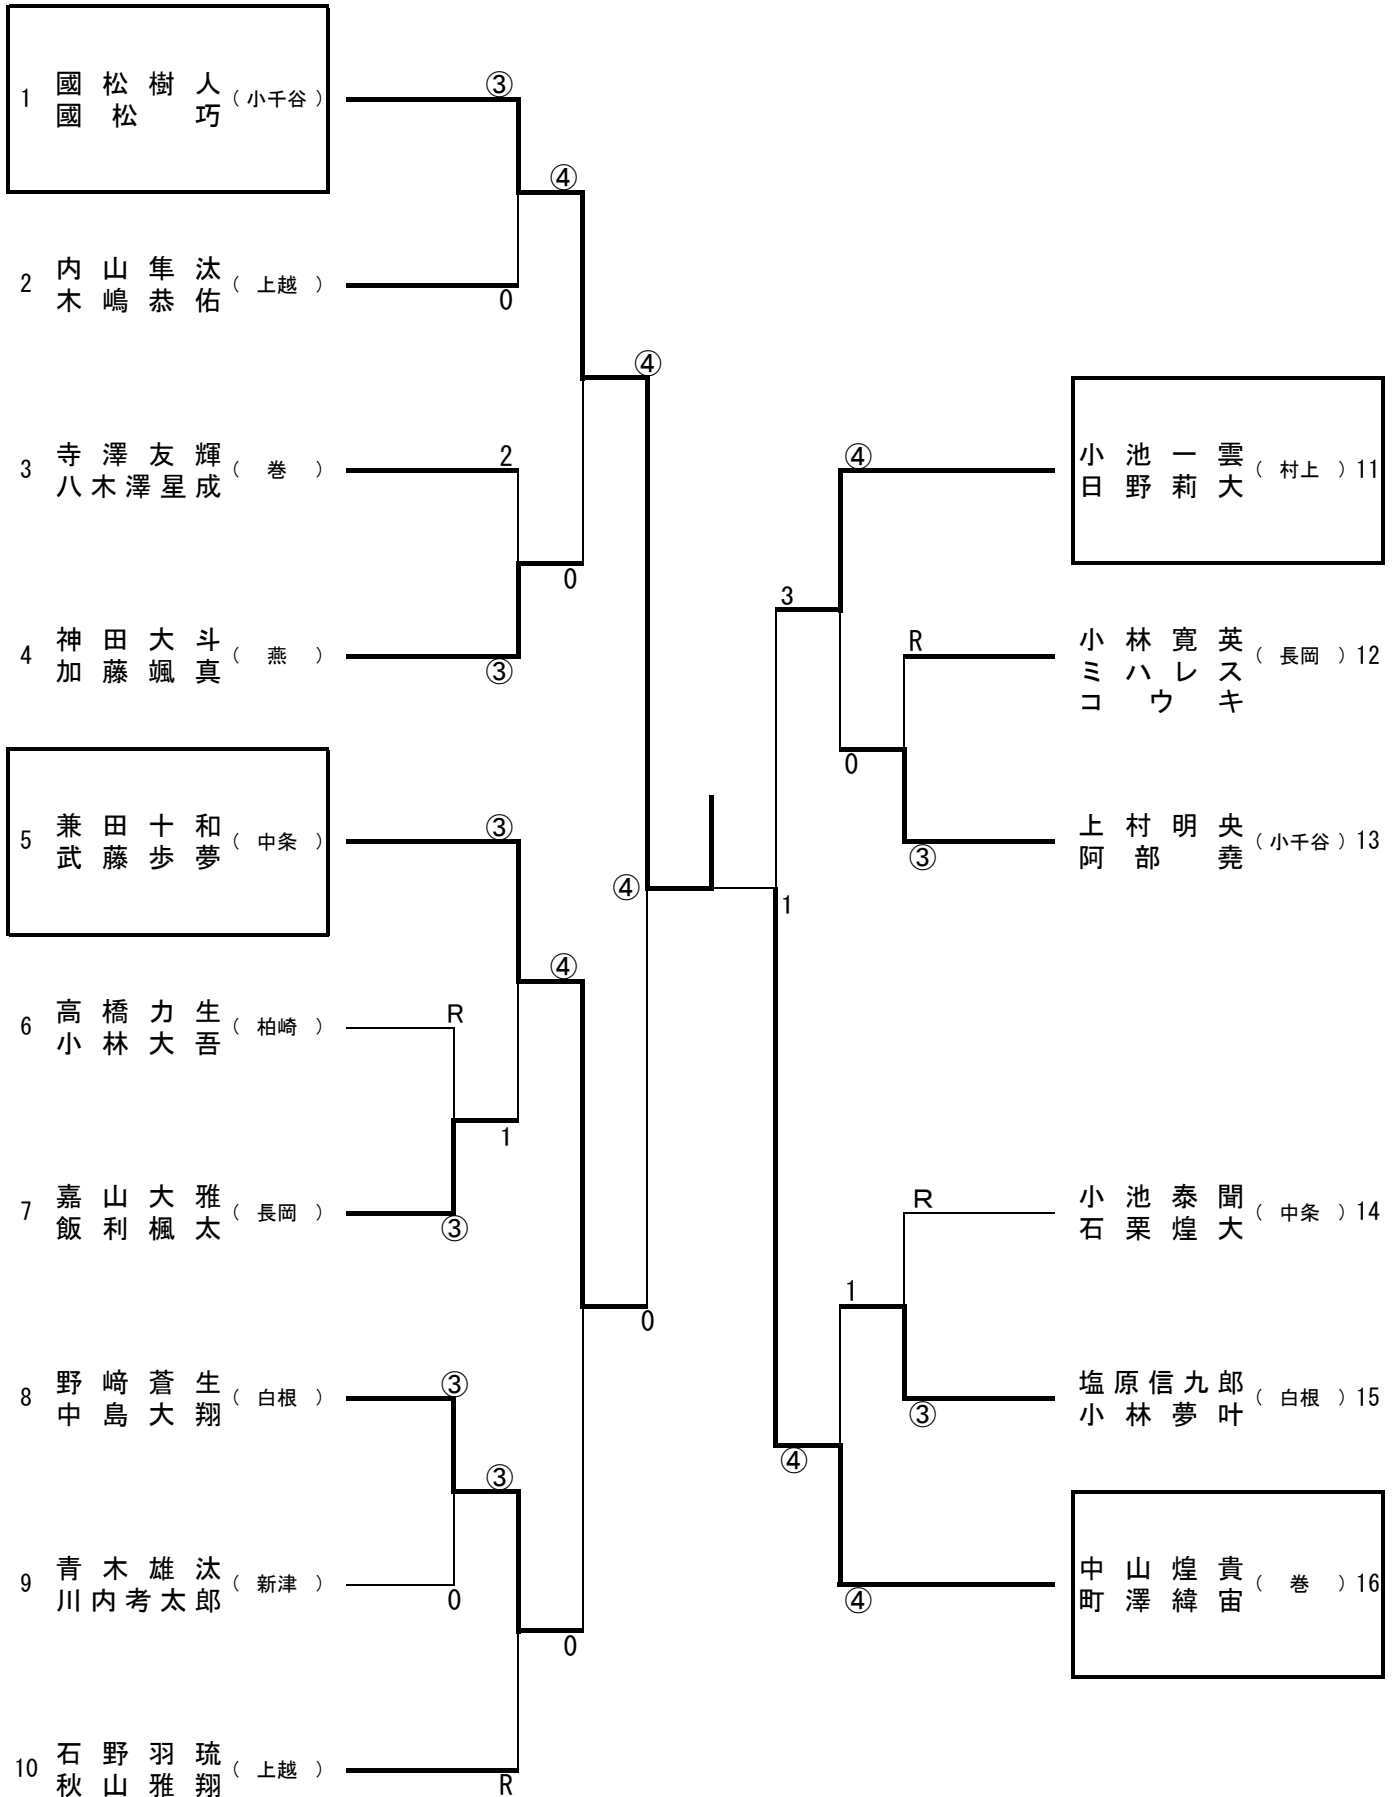 ③
1 國松樹人 (小千谷)
國松 巧
④
2 内山隼汰 (上越)
木嶋恭佑
0
④
3 寺澤友輝 (巻)
八木澤星成
2
0
4 神田大斗 (燕)
加藤颯真
③
5 兼田十和 (中条)
武藤歩夢
③
④
④
6 高橋力生 (柏崎)
小林大吾
R
1
7 嘉山大雅 (長岡)
飯利楓太
③
0
8 野﨑蒼生 (白根)
中島大翔
③
③
9 青木雄汰 (新津)
川内考太郎
0
0
10 石野羽琉 (上越)
秋山雅翔
R
④
小池一雲 (村上) 11
日野莉大
3
R
小林寛英 (長岡) 12
ミハレス
コウキ
0
上村明央 (小千谷) 13
阿部 堯
③
1
R
小池泰聞 (中条) 14
石栗煌大
1
塩原信九郎 (白根) 15
小林夢叶
③
④
中山煌貴 (巻) 16
町澤緯宙
④